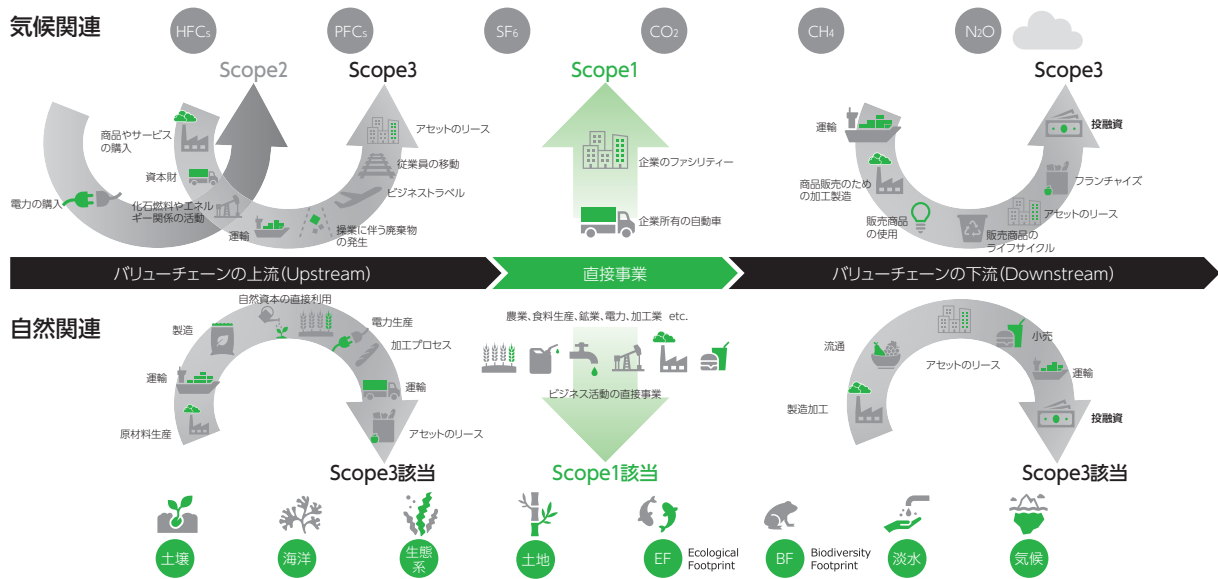 気候関連
HFCs
PFCs
SF6
CO2
CH4
N2O
Scope2
Scope3
Scope1
Scope3
商品やサービス
の購入
資本財
電力の購入
化石燃料やエネル
ギー関係の活動
運輸
操業に伴う廃棄物
の発生
ビジネストラベル
従業員の移動
アセットのリース
企業のファシリティー
企業所有の自動車
運輸
商品販売のため
の加工製造
販売商品
の使用
販売商品の
ライフサイクル
アセットのリース
フランチャイズ
投融資
バリューチェーンの上流(Upstream)
直接事業
バリューチェーンの下流(Downstream)
自然関連
自然資本の直接利用
製造
運輸
原材料生産
電力生産
加工プロセス
運輸
アセットのリース
Scope3該当
農業、食料生産、鉱業、電力、加工業 etc.
ビジネス活動の直接事業
Scope1該当
流通
製造加工
アセットのリース
小売
運輸
投融資
Scope3該当
土壌
海洋
生態
系
土地
EF
Ecological
Footprint
BF
Biodiversity
Footprint
淡水
気候